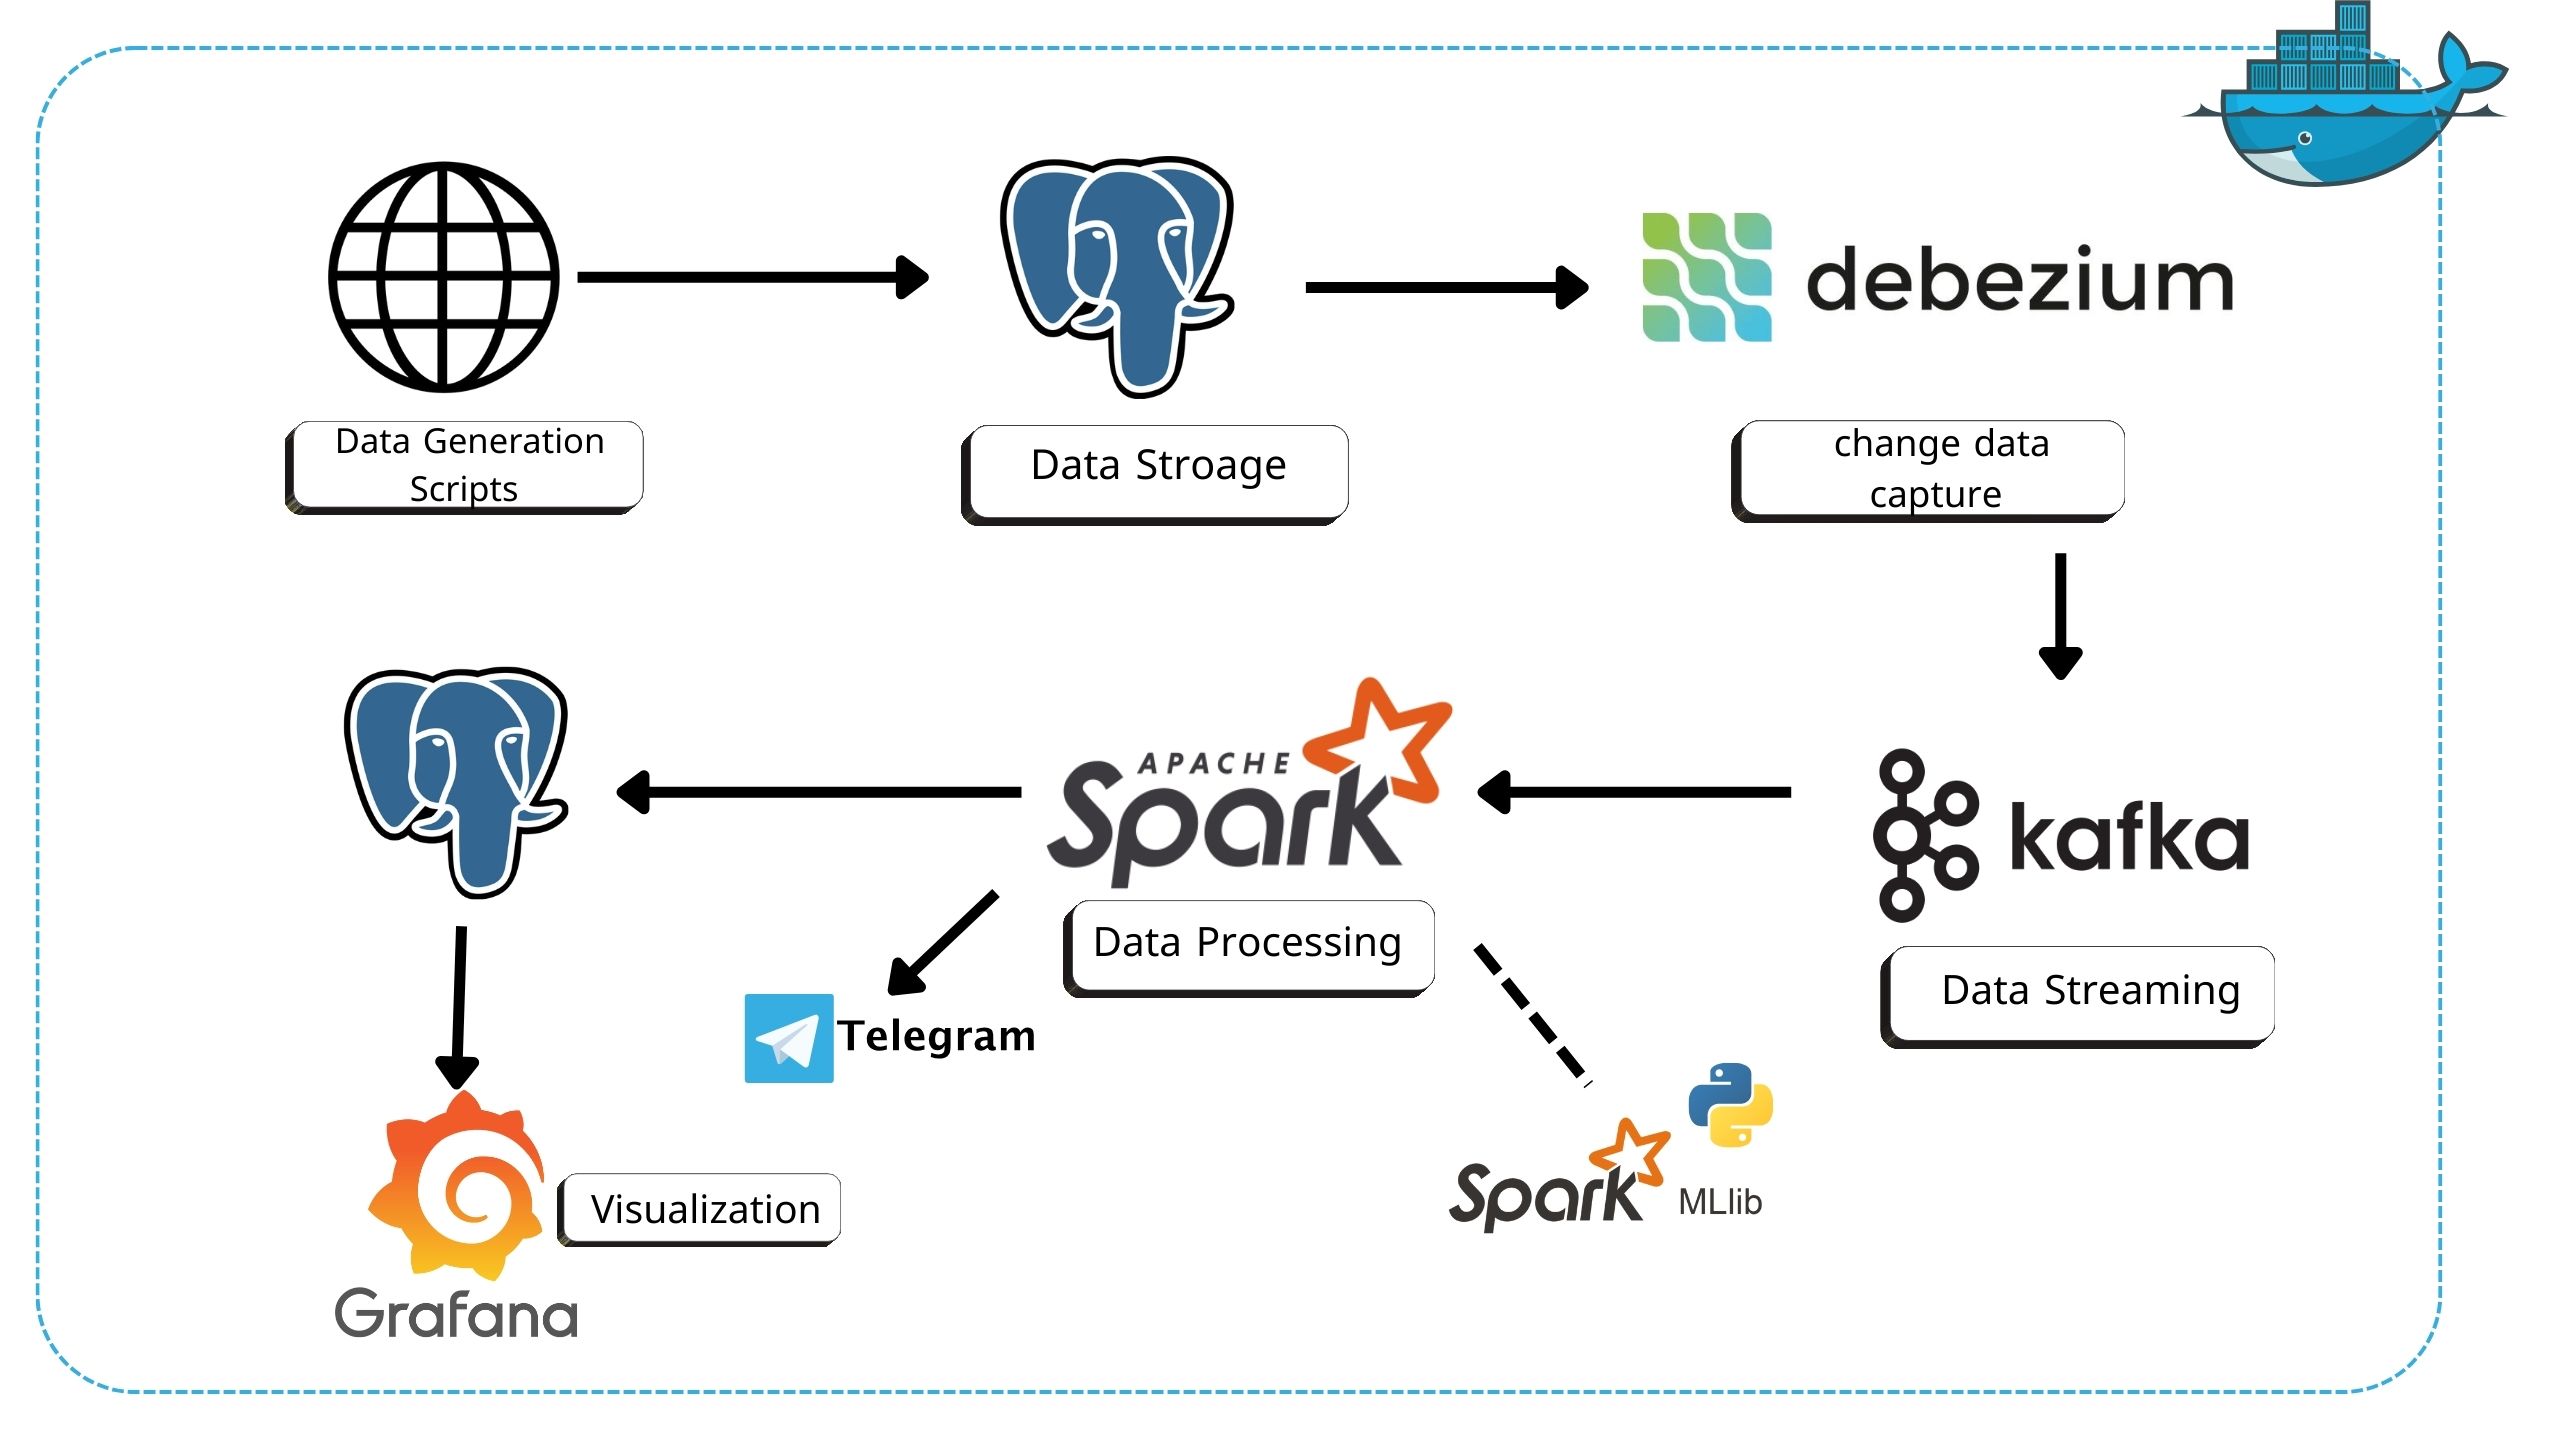 debezium
Data Generation
Scripts
Data Stroage
change data
capture
APACHE
Spark
kafka
Data Processing
Data Streaming
Telegram
Spark
MLlib
Visualization
Grafana